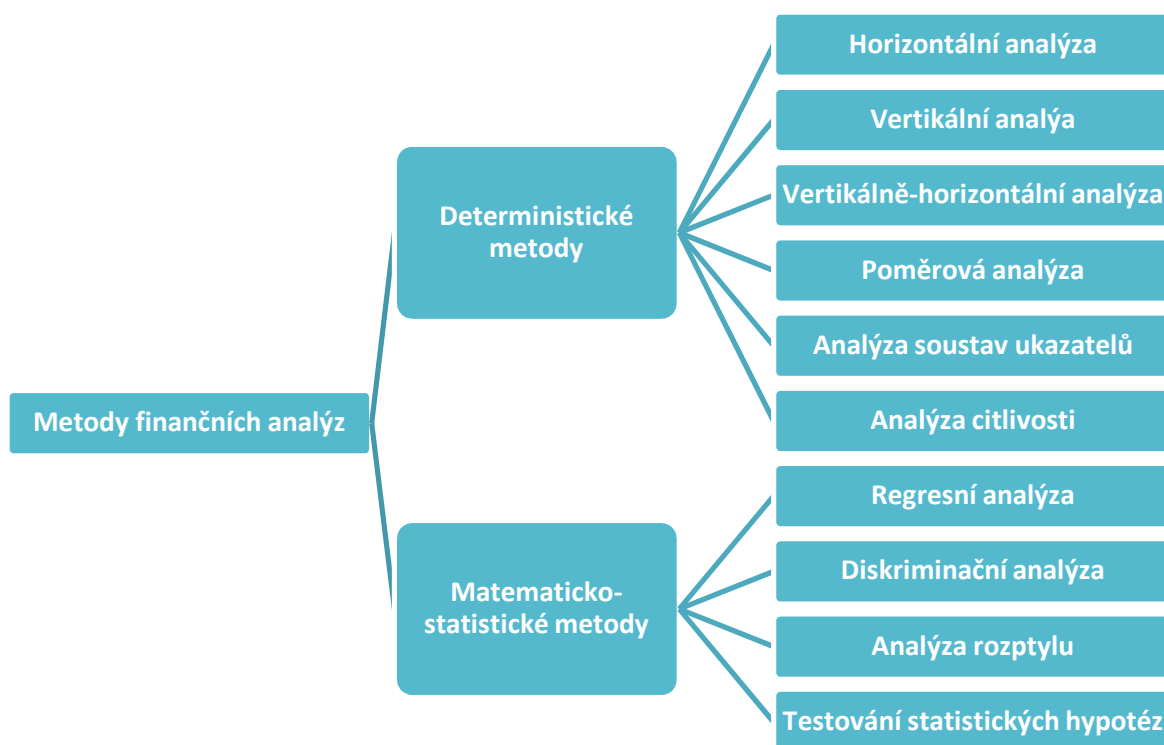 Horizontální analýza
Vertikální analýa
Vertikálně-horizontální analýza
Deterministické
metody
Poměrová analýza
Analýza soustav ukazatelů
Analýza citlivosti
Metody finančních analýz
Regresní analýza
Diskriminační analýza
Matematicko-
statistické metody
Analýza rozptylu
Testování statistických hypotéz